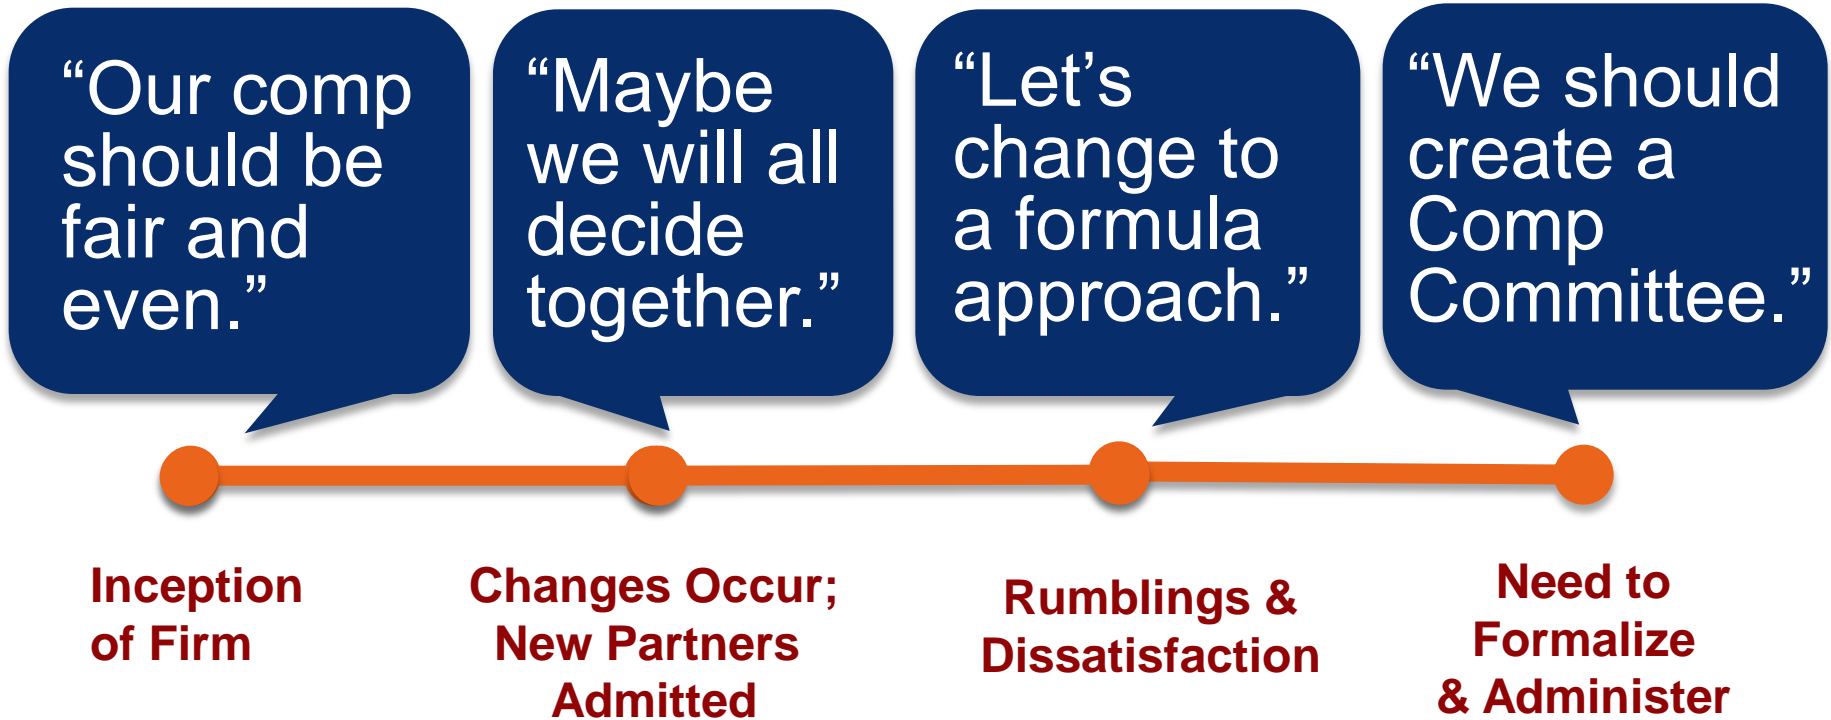 “Our comp
should be
fair and
even.”
“Maybe
we will all
decide
together.”
“Let’s
change to
a formula
approach.”
“We should
create a
Comp
Committee.”
Inception
of Firm
Changes Occur;
New Partners
Admitted
Rumblings &
Dissatisfaction
Need to
Formalize
& Administer